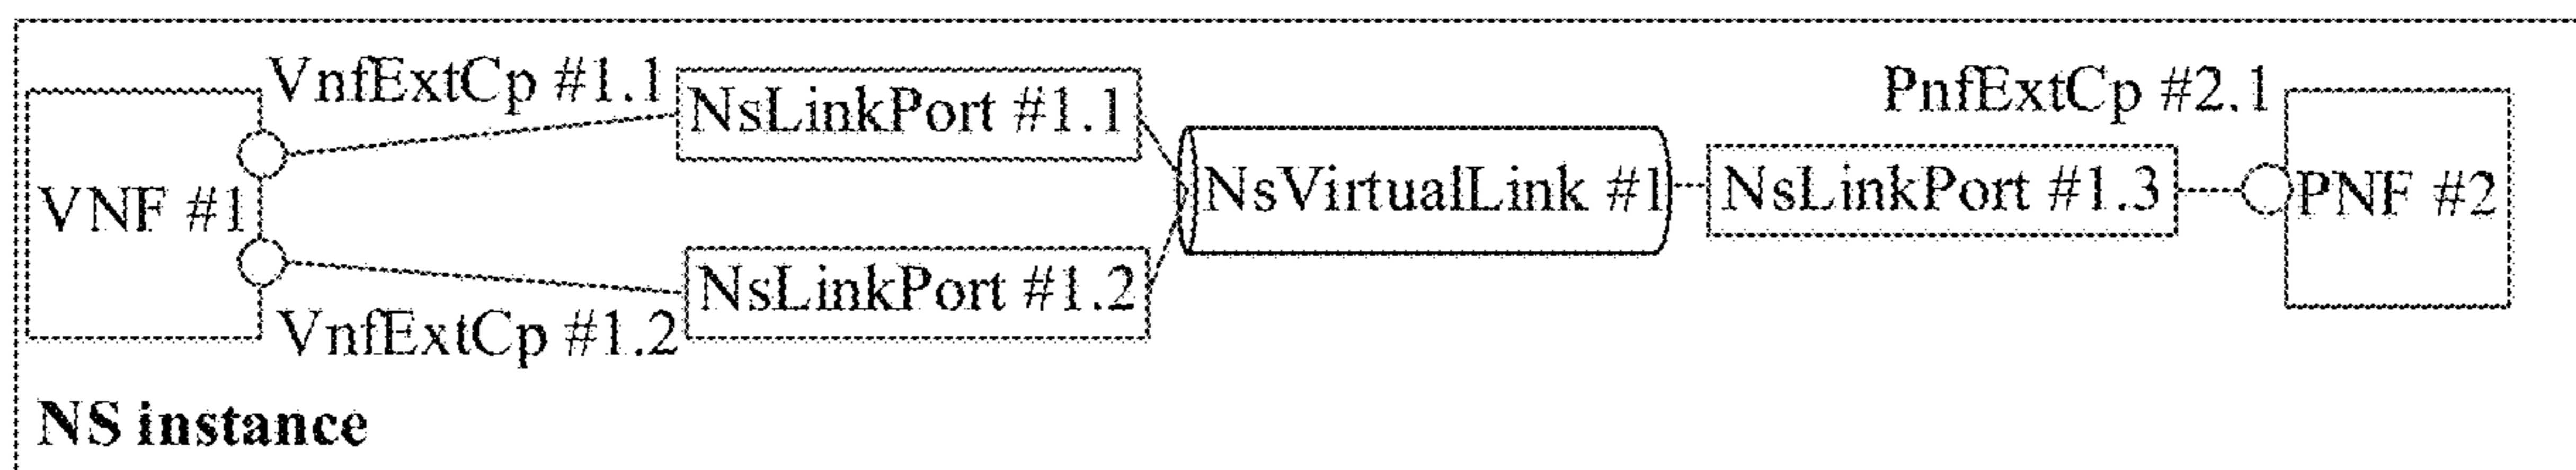 VnfExtCp #1.1
NsLinkPort #1.1
PnfExtCp #2.1
VNF #1
NsVirtualLink #1
NsLinkPort #1.3
PNF #2
NsLinkPort #1.2
VnfExtCp #1.2
NS instance